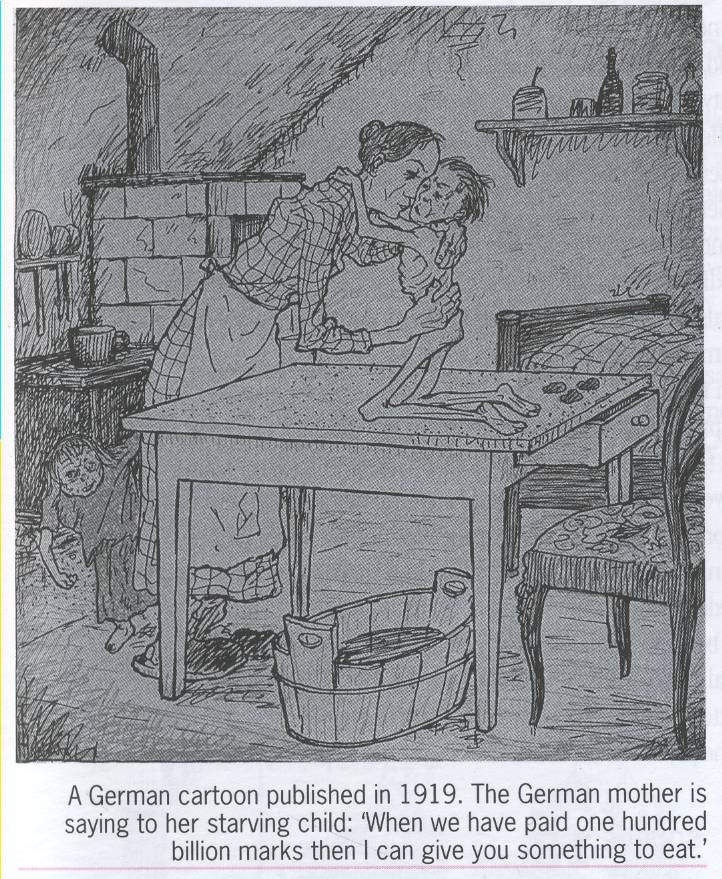 A German cartoon published in 1919. The German mother is
saying to her starving child: ‘When we have paid one hundred
billion marks then I can give you something to eat.’